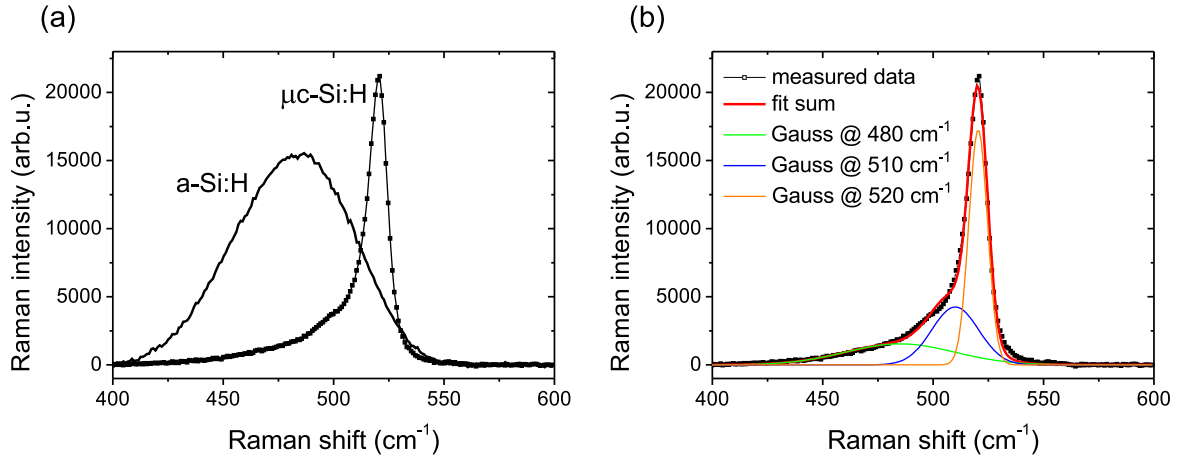 (a)
μc-Si:H
a-Si:H
Raman intensity (arb.u.)
20000
15000
10000
5000
0
400
450
500
550
600
Raman shift (cm⁻¹)
(b)
measured data
fit sum
Gauss @ 480 cm⁻¹
Gauss @ 510 cm⁻¹
Gauss @ 520 cm⁻¹
Raman intensity (arb.u.)
20000
15000
10000
5000
0
400
450
500
550
600
Raman shift (cm⁻¹)